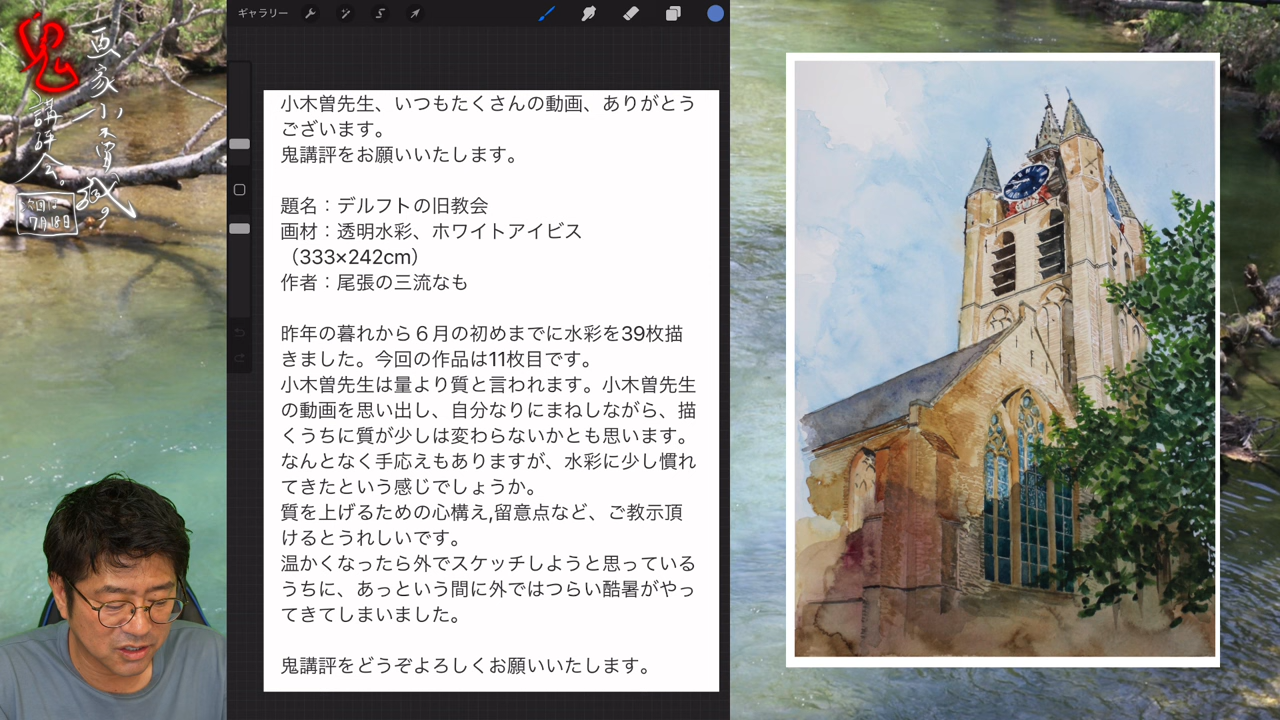 鬼
講評会。
画家小木曽誠の
次回は
7月18日
ギャラリー
小木曽先生、いつもたくさんの動画、ありがとう
ございます。
鬼講評をお願いいたします。
題名：デルフトの旧教会
画材：透明水彩、ホワイトアイビス
（333×242cm）
作者：尾張の三流なも
昨年の暮れから６月の初めまでに水彩を39枚描
きました。今回の作品は11枚目です。
小木曽先生は量より質と言われます。小木曽先生
の動画を思い出し、自分なりにまねしながら、描
くうちに質が少しは変わらないかとも思います。
なんとなく手応えもありますが、水彩に少し慣れ
てきたという感じでしょうか。
質を上げるための心構え,留意点など、ご教示頂
けるとうれしいです。
温かくなったら外でスケッチしようと思っている
うちに、あっという間に外ではつらい酷暑がやっ
てきてしまいました。
鬼講評をどうぞよろしくお願いいたします。